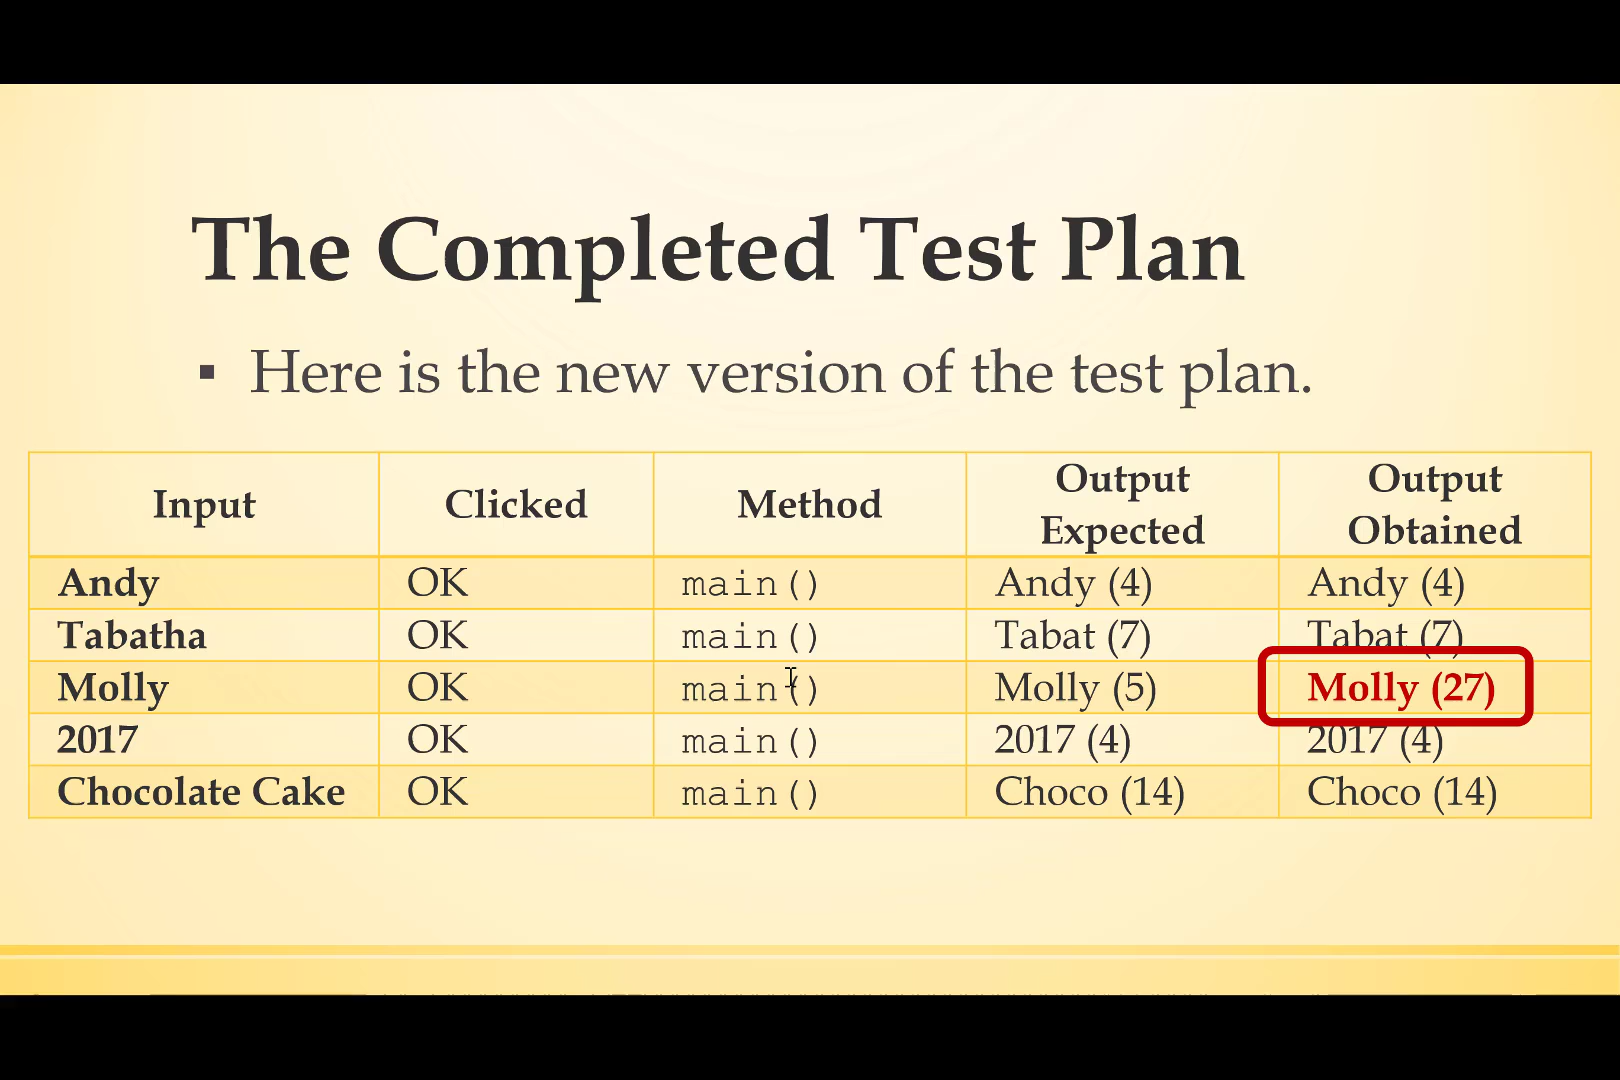 The Completed Test Plan
▪ Here is the new version of the test plan.
Input Clicked Method Output Expected Output Obtained
Andy OK main() Andy (4) Andy (4)
Tabatha OK main() Tabat (7) Tabat (7)
Molly OK main() Molly (5) Molly (27)
2017 OK main() 2017 (4) 2017 (4)
Chocolate Cake OK main() Choco (14) Choco (14)